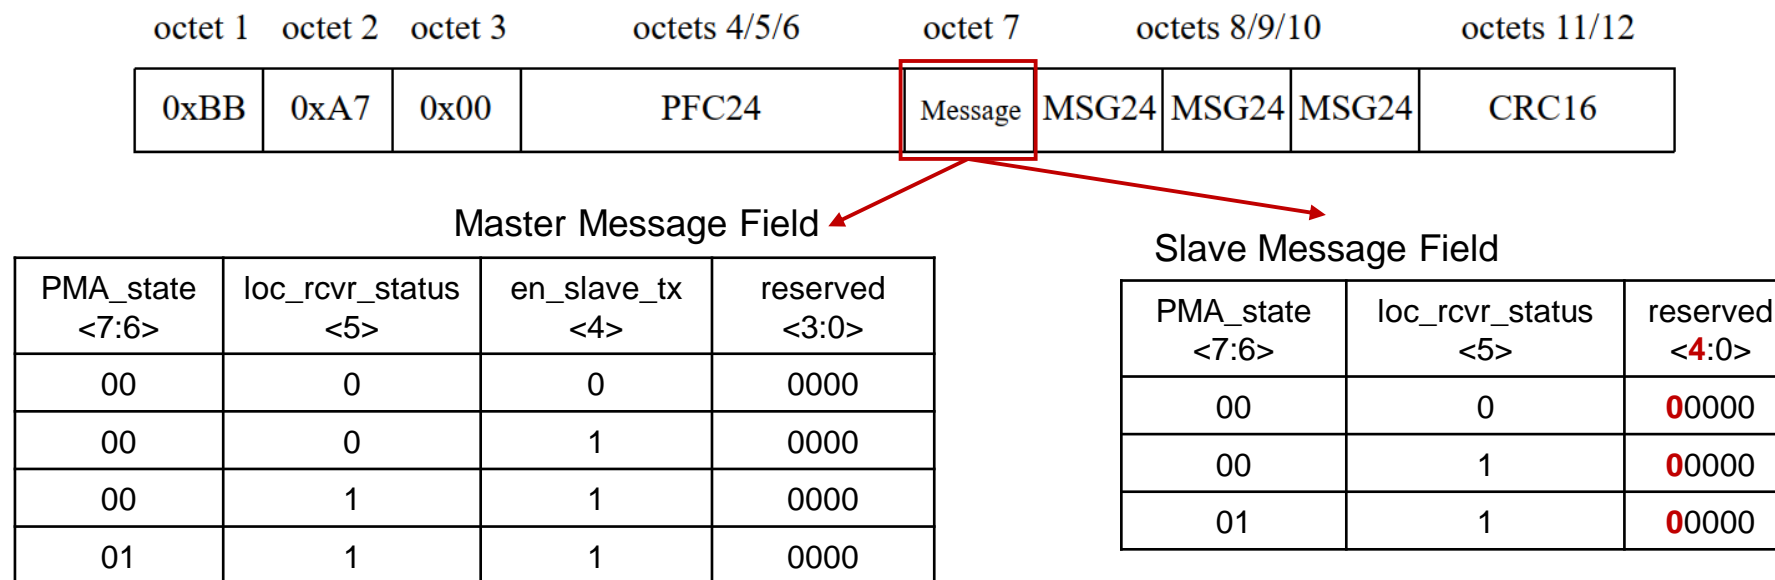 octet 1 octet 2 octet 3 octets 4/5/6 octet 7 octets 8/9/10 octets 11/12
0xBB 0xA7 0x00 PFC24 Message MSG24 MSG24 MSG24 CRC16
Master Message Field
PMA_state loc_rcvr_status en_slave_tx reserved
<7:6> <5> <4> <3:0>
00 0 0 0000
00 0 1 0000
00 1 1 0000
01 1 1 0000
Slave Message Field
PMA_state loc_rcvr_status reserved
<7:6> <5> <4:0>
00 0 00000
00 1 00000
01 1 00000